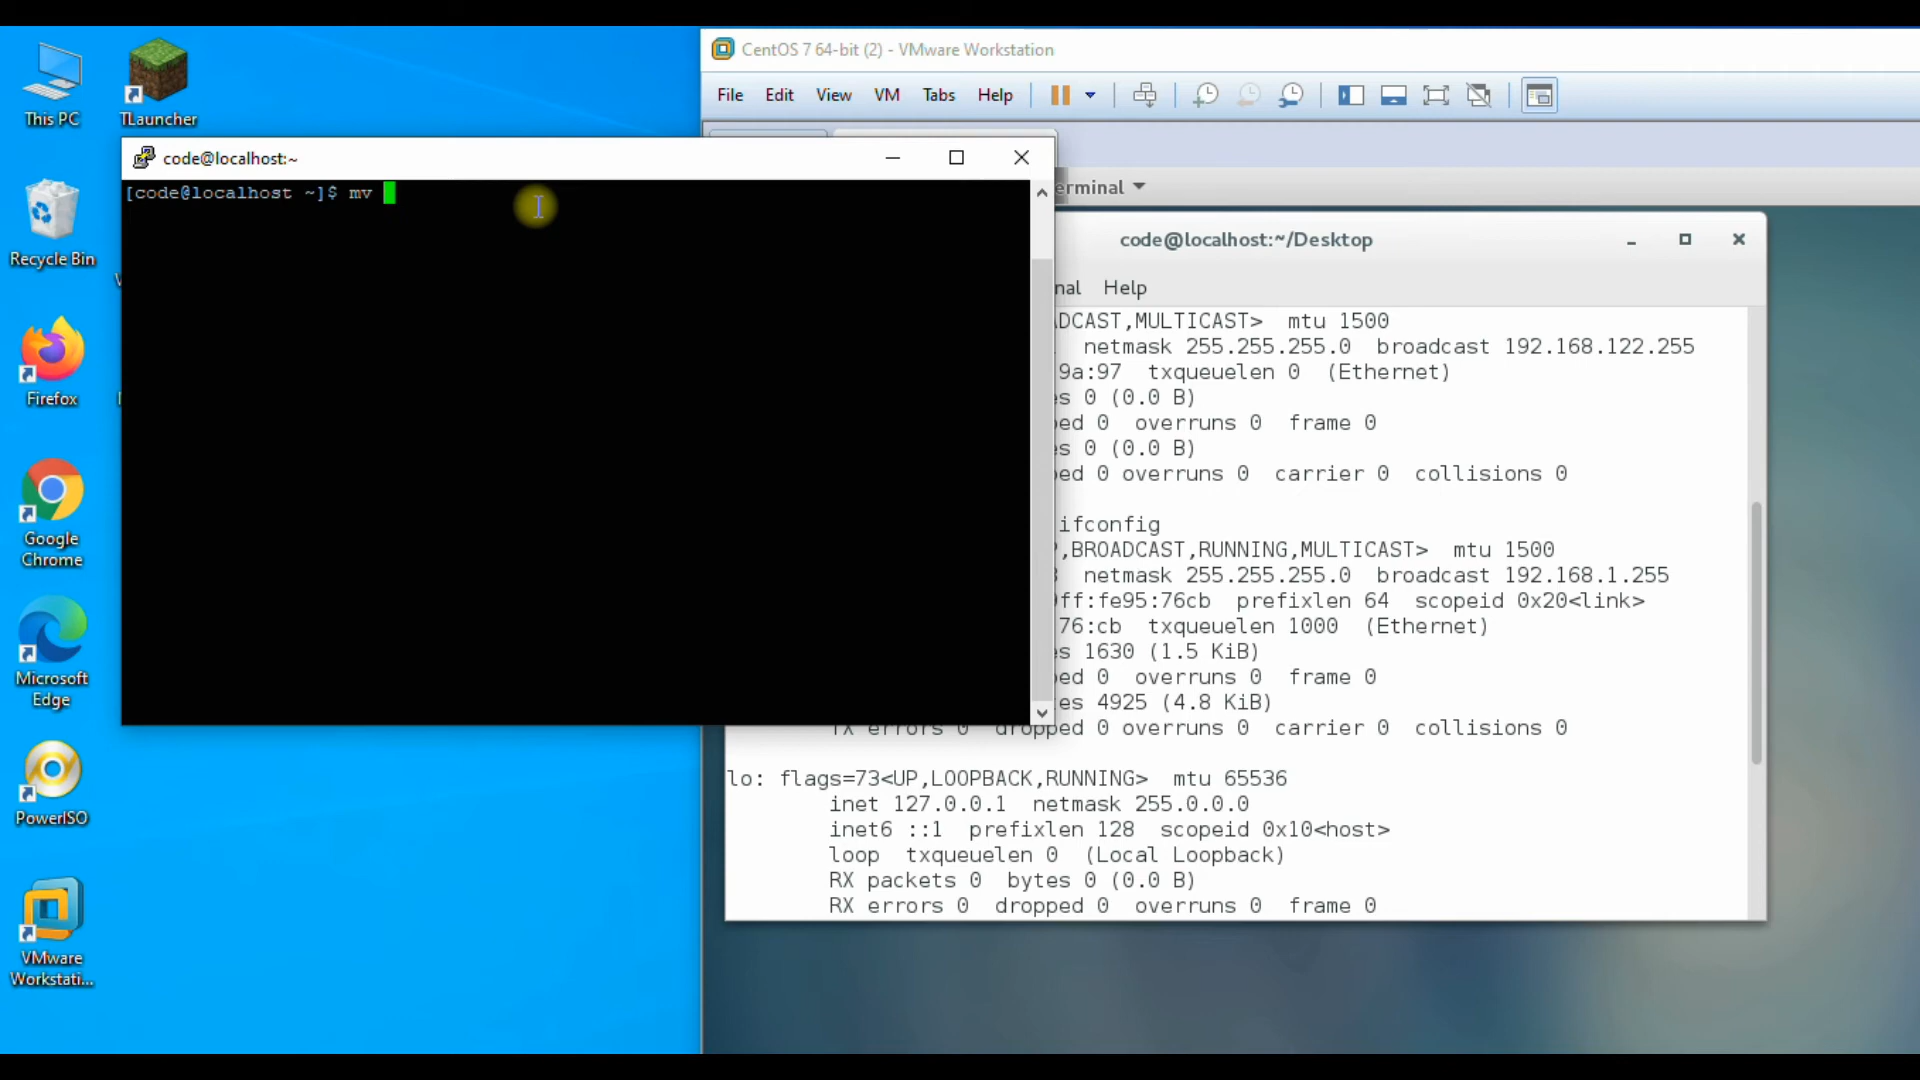 This PC
TLauncher
Recycle Bin
Firefox
Google
Chrome
Microsoft
Edge
PowerISO
VMware
Workstati...
CentOS 7 64-bit (2) - VMware Workstation
File Edit View VM Tabs Help
code@localhost:~
[code@localhost ~]$ mv
erminal
code@localhost:~/Desktop
nal Help
DCAST,MULTICAST> mtu 1500
netmask 255.255.255.0 broadcast 192.168.122.255
9a:97 txqueuelen 0 (Ethernet)
es 0 (0.0 B)
ped 0 overruns 0 frame 0
es 0 (0.0 B)
ped 0 overruns 0 carrier 0 collisions 0
ifconfig
,BROADCAST,RUNNING,MULTICAST> mtu 1500
netmask 255.255.255.0 broadcast 192.168.1.255
ff:fe95:76cb prefixlen 64 scopeid 0x20<link>
76:cb txqueuelen 1000 (Ethernet)
es 1630 (1.5 KiB)
ped 0 overruns 0 frame 0
es 4925 (4.8 KiB)
TX errors 0 dropped 0 overruns 0 carrier 0 collisions 0
lo: flags=73<UP,LOOPBACK,RUNNING> mtu 65536
inet 127.0.0.1 netmask 255.0.0.0
inet6 ::1 prefixlen 128 scopeid 0x10<host>
loop txqueuelen 0 (Local Loopback)
RX packets 0 bytes 0 (0.0 B)
RX errors 0 dropped 0 overruns 0 frame 0